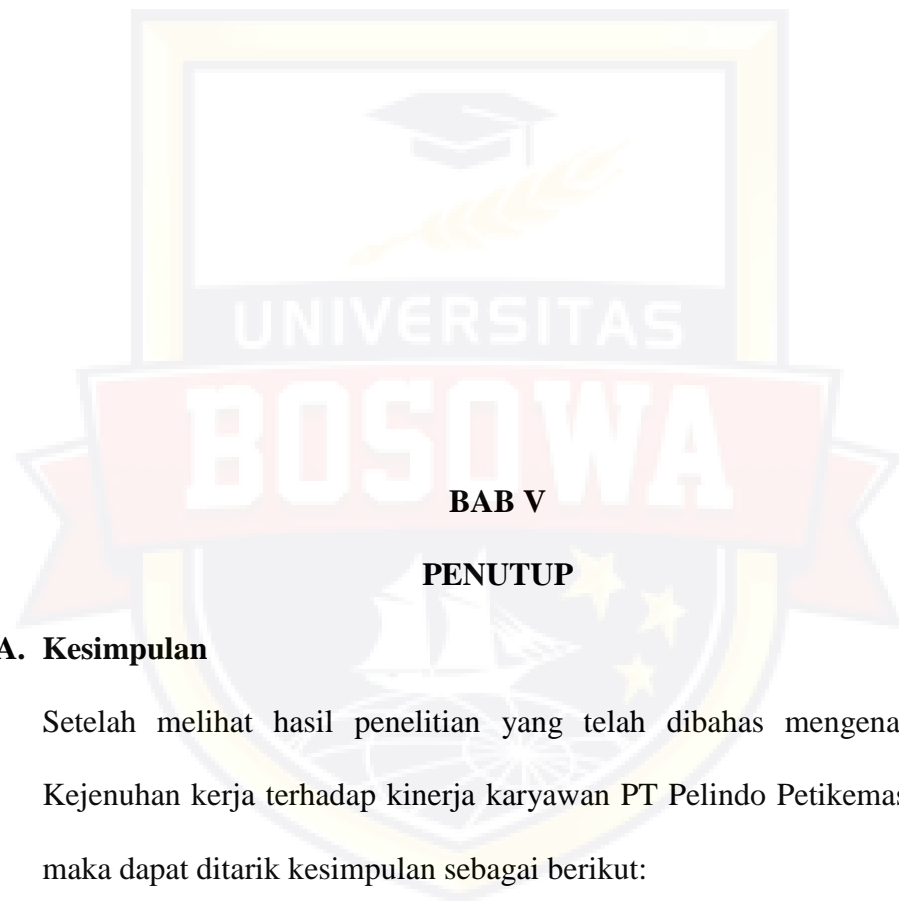 UNIVERSITAS
BOSOWA
BAB V
PENUTUP
A. Kesimpulan
Setelah melihat hasil penelitian yang telah dibahas mengena
Kejenuhan kerja terhadap kinerja karyawan PT Pelindo Petikemas
maka dapat ditarik kesimpulan sebagai berikut: